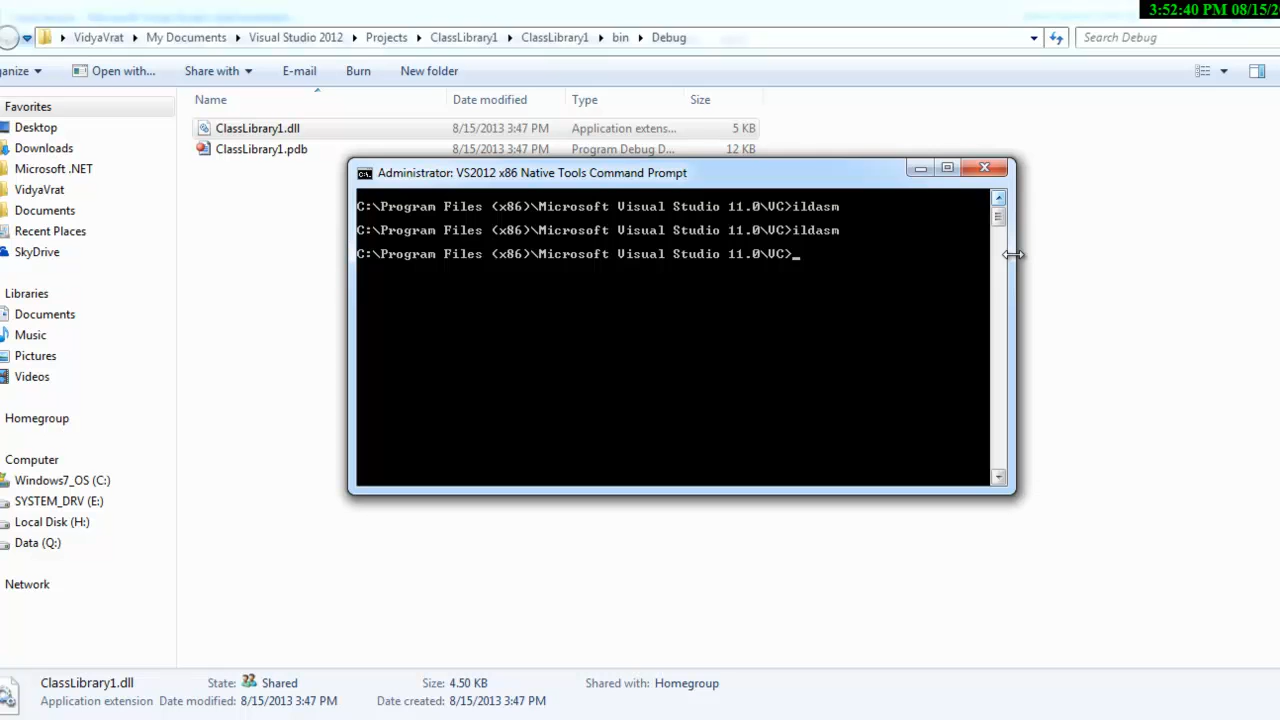 3:52:40 PM 08/15/2
VidyaVrat My Documents Visual Studio 2012 Projects ClassLibrary1 ClassLibrary1 bin Debug
Search Debug
anize Open with... Share with E-mail Burn New folder
Name Date modified Type Size
ClassLibrary1.dll 8/15/2013 3:47 PM Application extens... 5 KB
ClassLibrary1.pdb 8/15/2013 3:47 PM Program Debug D... 12 KB
Favorites
Desktop
Downloads
Microsoft .NET
VidyaVrat
Documents
Recent Places
SkyDrive
Libraries
Documents
Music
Pictures
Videos
Homegroup
Computer
Windows7_OS (C:)
SYSTEM_DRV (E:)
Local Disk (H:)
Data (Q:)
Network
Administrator: VS2012 x86 Native Tools Command Prompt
C:\Program Files (x86)\Microsoft Visual Studio 11.0\VC>ildasm
C:\Program Files (x86)\Microsoft Visual Studio 11.0\VC>ildasm
C:\Program Files (x86)\Microsoft Visual Studio 11.0\VC>_
ClassLibrary1.dll State: Shared Size: 4.50 KB Shared with: Homegroup
Application extension Date modified: 8/15/2013 3:47 PM Date created: 8/15/2013 3:47 PM